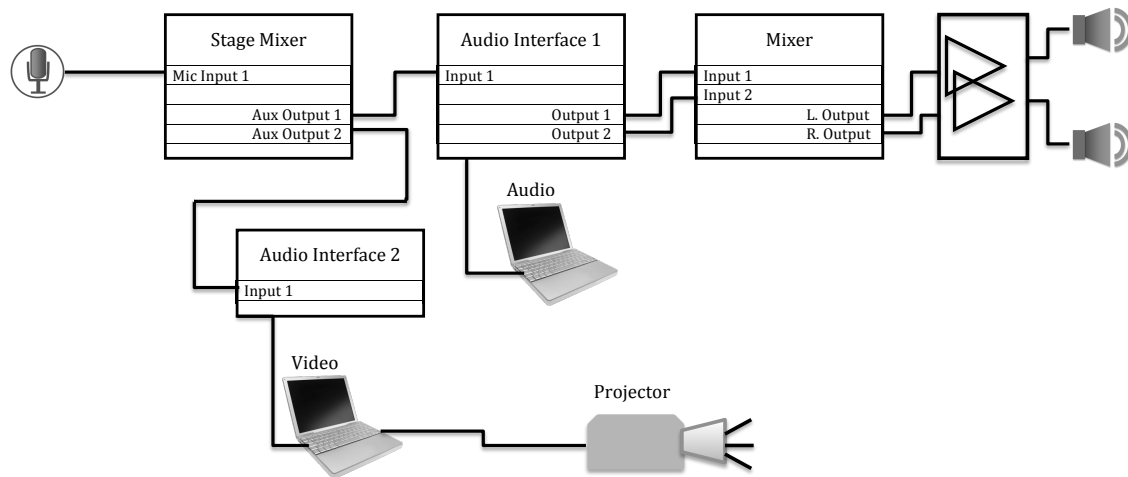 Stage Mixer
Mic Input 1
Aux Output 1
Aux Output 2
Audio Interface 1
Input 1
Output 1
Output 2
Mixer
Input 1
Input 2
L. Output
R. Output
Audio
Audio Interface 2
Input 1
Video
Projector